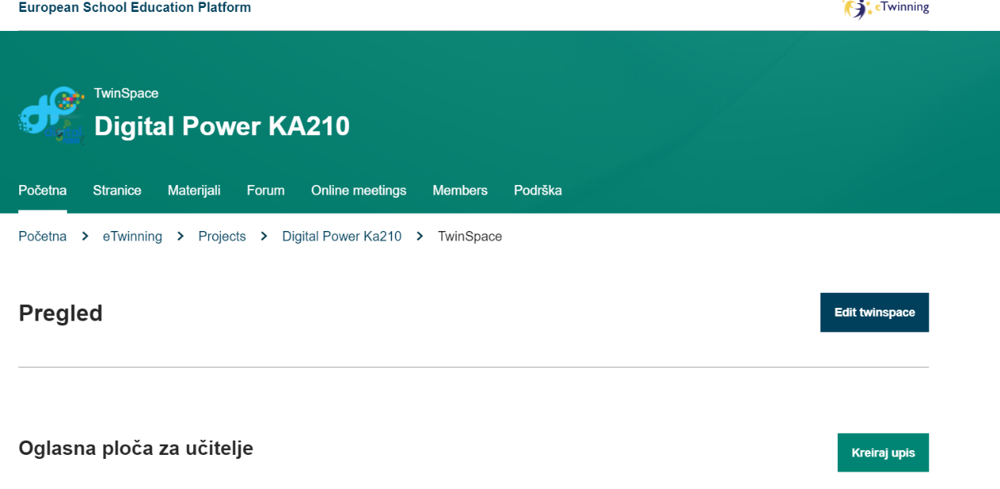 European School Education Platform
eTwinning
TwinSpace
Digital Power KA210
Početna Stranice Materijali Forum Online meetings Members Podrška
Početna > eTwinning > Projects > Digital Power Ka210 > TwinSpace
Pregled
Edit twinspace
Oglasna ploča za učitelje
Kreiraj upis